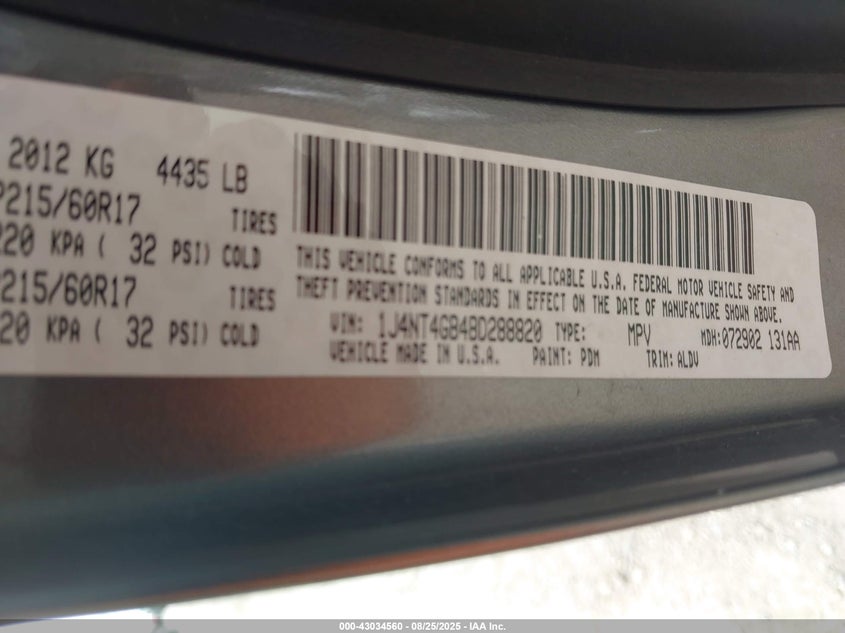 2012 KG 4435 LB
P215/60R17 TIRES
220 KPA ( 32 PSI) COLD
P215/60R17 TIRES
20 KPA ( 32 PSI) COLD
THIS VEHICLE CONFORMS TO ALL APPLICABLE U.S.A. FEDERAL MOTOR VEHICLE SAFETY AND
THEFT PREVENTION STANDARDS IN EFFECT ON THE DATE OF MANUFACTURE SHOWN ABOVE.
VIN: 1J4NT4GB4BD288820 TYPE: MPV MDH:072902 131AA
VEHICLE MADE IN U.S.A. PAINT: PDM TRIM: ALDV
000-43034560 - 08/25/2025 - IAA Inc.